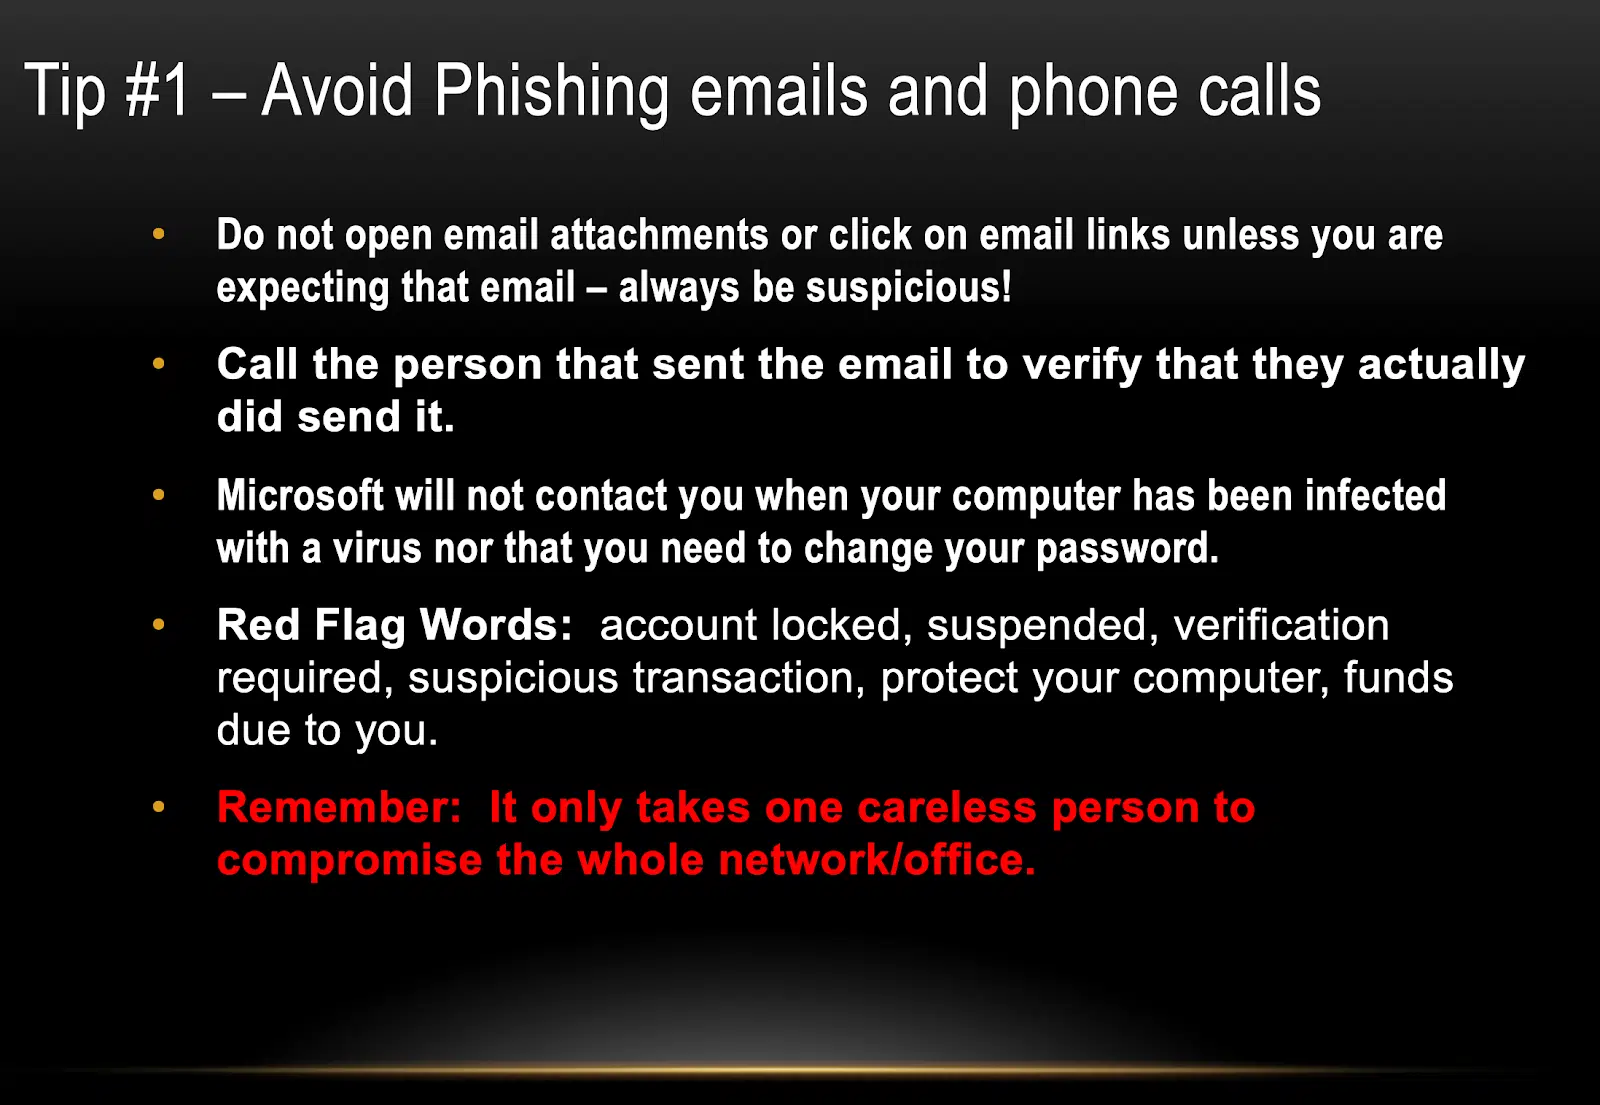 Tip #1 – Avoid Phishing emails and phone calls
• Do not open email attachments or click on email links unless you are
expecting that email – always be suspicious!
• Call the person that sent the email to verify that they actually
did send it.
• Microsoft will not contact you when your computer has been infected
with a virus nor that you need to change your password.
• Red Flag Words:  account locked, suspended, verification
required, suspicious transaction, protect your computer, funds
due to you.
• Remember:  It only takes one careless person to
compromise the whole network/office.